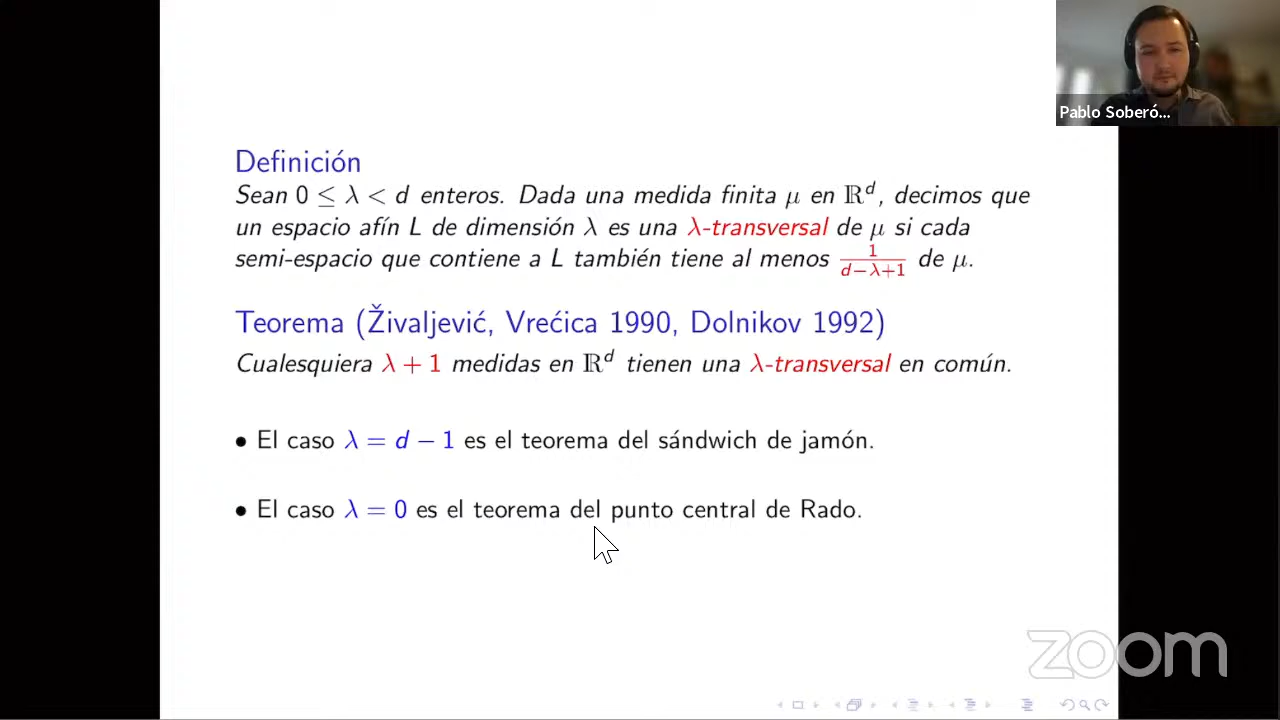 Pablo Soberó...
Definición
Sean 0 ≤ λ < d enteros. Dada una medida finita μ en ℝᵈ, decimos que
un espacio afín L de dimensión λ es una λ-transversal de μ si cada
semi-espacio que contiene a L también tiene al menos 1/(d−λ+1) de μ.
Teorema (Živaljević, Vrećica 1990, Dolnikov 1992)
Cualesquiera λ + 1 medidas en ℝᵈ tienen una λ-transversal en común.
• El caso λ = d − 1 es el teorema del sándwich de jamón.
• El caso λ = 0 es el teorema del punto central de Rado.
zoom